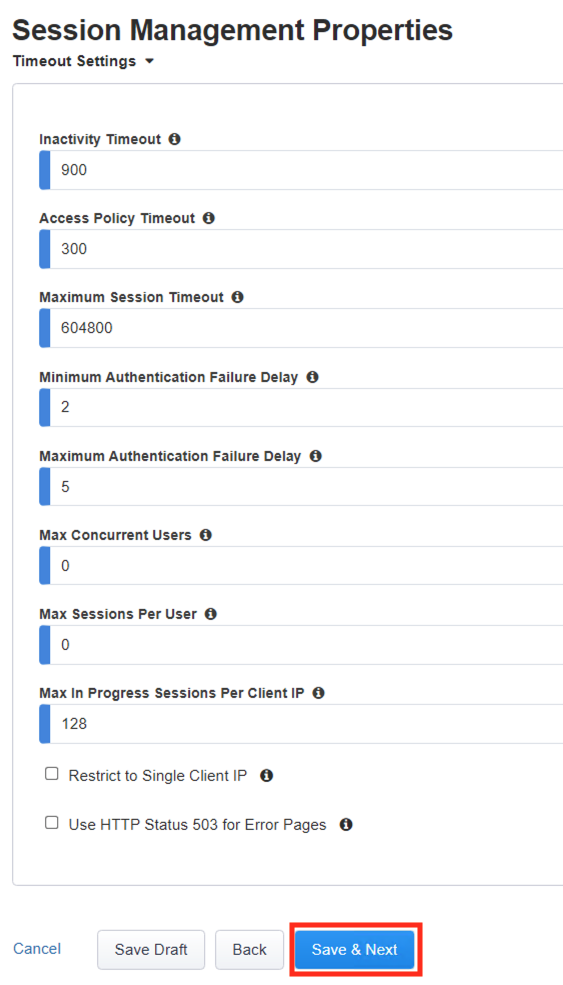 Session Management Properties
Timeout Settings
Inactivity Timeout
900
Access Policy Timeout
300
Maximum Session Timeout
604800
Minimum Authentication Failure Delay
2
Maximum Authentication Failure Delay
5
Max Concurrent Users
0
Max Sessions Per User
0
Max In Progress Sessions Per Client IP
128
Restrict to Single Client IP
Use HTTP Status 503 for Error Pages
Cancel Save Draft Back Save & Next